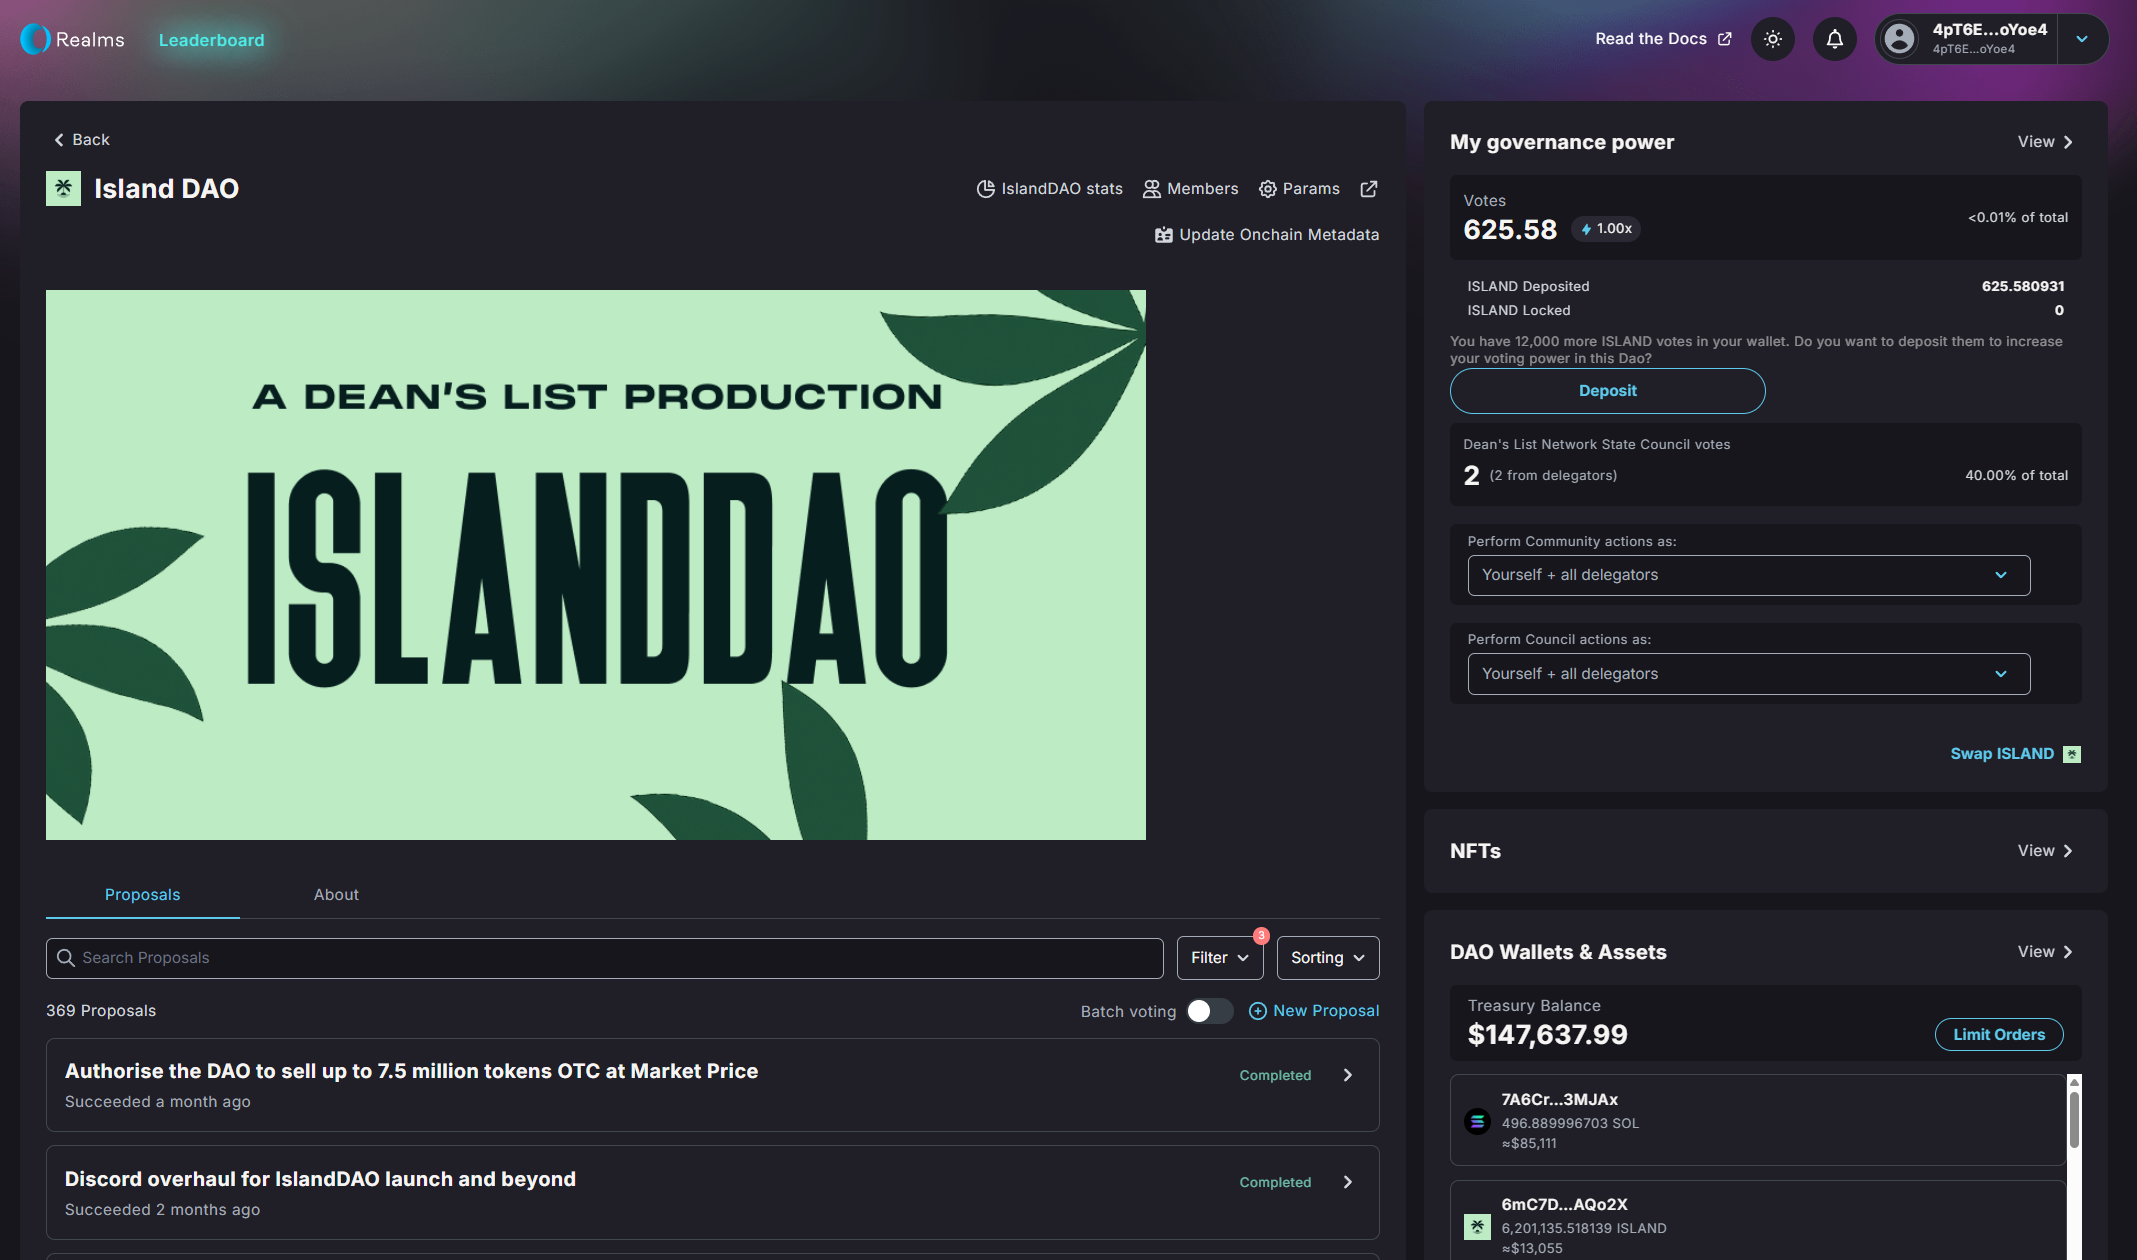 Realms
Leaderboard
Read the Docs
4pT6E...oYoe4
4pT6E...oYoe4
Back
Island DAO
IslandDAO stats
Members
Params
Update Onchain Metadata
A DEAN'S LIST PRODUCTION
ISLANDDAO
Proposals
About
Search Proposals
Filter
3
Sorting
369 Proposals
Batch voting
New Proposal
Authorise the DAO to sell up to 7.5 million tokens OTC at Market Price
Succeeded a month ago
Completed
Discord overhaul for IslandDAO launch and beyond
Succeeded 2 months ago
Completed
My governance power
View
Votes
625.58
1.00x
<0.01% of total
ISLAND Deposited
625.580931
ISLAND Locked
0
You have 12,000 more ISLAND votes in your wallet. Do you want to deposit them to increase
your voting power in this Dao?
Deposit
Dean's List Network State Council votes
2 (2 from delegators)
40.00% of total
Perform Community actions as:
Yourself + all delegators
Perform Council actions as:
Yourself + all delegators
Swap ISLAND
NFTs
View
DAO Wallets & Assets
View
Treasury Balance
$147,637.99
Limit Orders
7A6Cr...3MJAx
496.889996703 SOL
≈$85,111
6mC7D...AQo2X
6,201,135.518139 ISLAND
≈$13,055